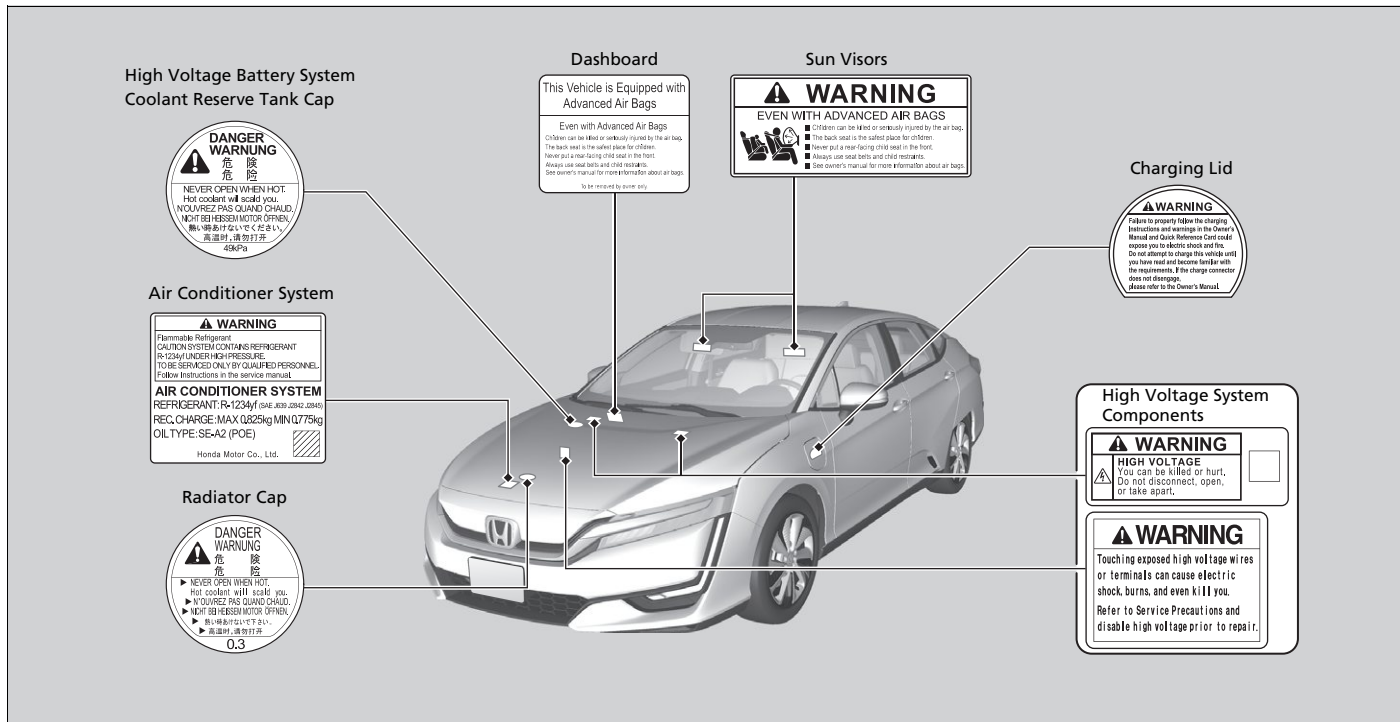 High Voltage Battery System
Coolant Reserve Tank Cap
DANGER
WARNUNG
危 険
危 险
NEVER OPEN WHEN HOT.
Hot coolant will scald you.
N'OUVREZ PAS QUAND CHAUD.
NICHT BEI HEISSEM MOTOR ÖFFNEN.
熱い時あけないでください。
高温时,请勿打开
49kPa
Dashboard
This Vehicle is Equipped with
Advanced Air Bags
Even with Advanced Air Bags
Children can be killed or seriously injured by the air bag.
The back seat is the safest place for children.
Never put a rear-facing child seat in the front.
Always use seat belts and child restraints.
See owner's manual for more information about air bags.
To be removed by owner only.
Sun Visors
WARNING
EVEN WITH ADVANCED AIR BAGS
Children can be killed or seriously injured by the air bag.
The back seat is the safest place for children.
Never put a rear-facing child seat in the front.
Always use seat belts and child restraints.
See owner's manual for more information about air bags.
Charging Lid
WARNING
Failure to properly follow the charging
instructions and warnings in the Owner's
Manual and Quick Reference Card could
expose you to electric shock and fire.
Do not attempt to charge this vehicle until
you have read and become familiar with
the requirements. If the charge connector
does not disengage,
please refer to the Owner's Manual.
Air Conditioner System
WARNING
Flammable Refrigerant
CAUTION SYSTEM CONTAINS REFRIGERANT
R-1234yf UNDER HIGH PRESSURE.
TO BE SERVICED ONLY BY QUALIFIED PERSONNEL.
Follow Instructions in the service manual.
AIR CONDITIONER SYSTEM
REFRIGERANT: R-1234yf (SAE J639 J2842 J2845)
REC. CHARGE: MAX 0.825kg MIN 0.775kg
OIL TYPE: SE-A2 (POE)
Honda Motor Co., Ltd.
High Voltage System
Components
WARNING
HIGH VOLTAGE
You can be killed or hurt.
Do not disconnect, open,
or take apart.
WARNING
Touching exposed high voltage wires
or terminals can cause electric
shock, burns, and even kill you.
Refer to Service Precautions and
disable high voltage prior to repair.
Radiator Cap
DANGER
WARNUNG
危 険
危 险
NEVER OPEN WHEN HOT.
Hot coolant will scald you.
N'OUVREZ PAS QUAND CHAUD.
NICHT BEI HEISSEM MOTOR ÖFFNEN.
熱い時あけないで下さい.
高温时,请勿打开
0.3